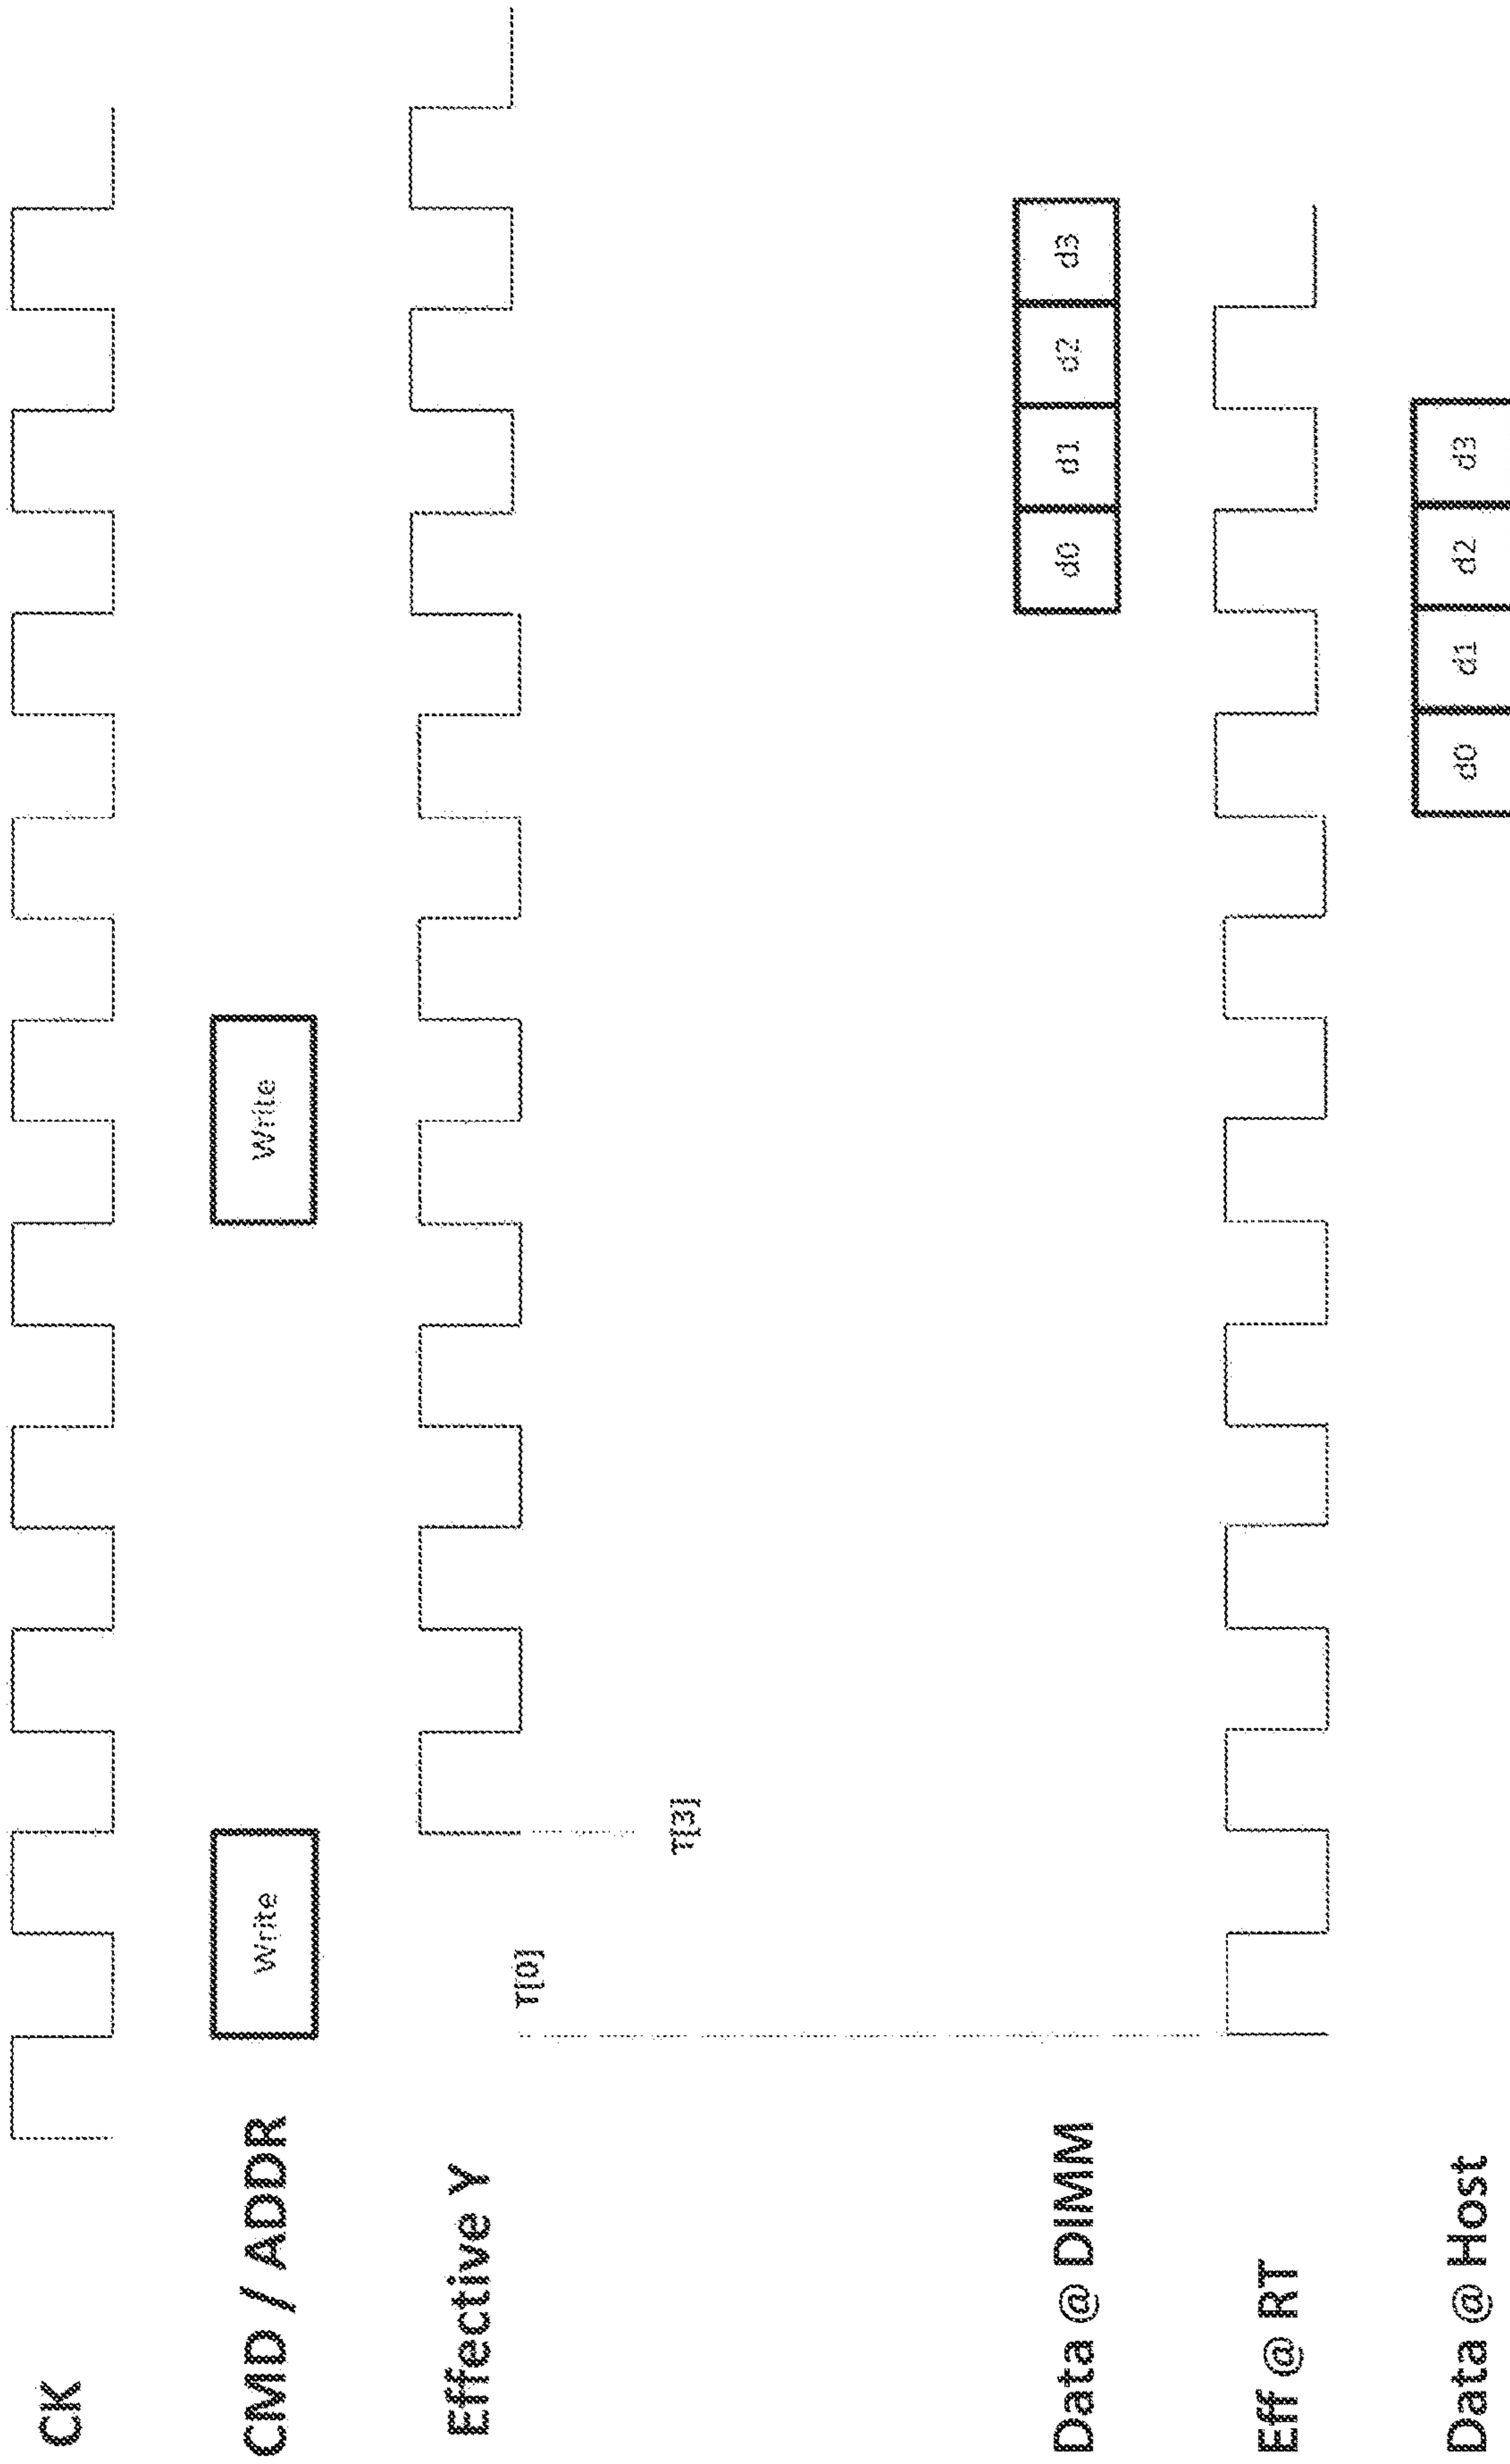 CK
CMD / ADDR
Write
Write
Effective Y
T[0]
T[3]
Data @ DIMM
d0
d1
d2
d3
Eff @ RT
Data @ Host
d0
d1
d2
d3